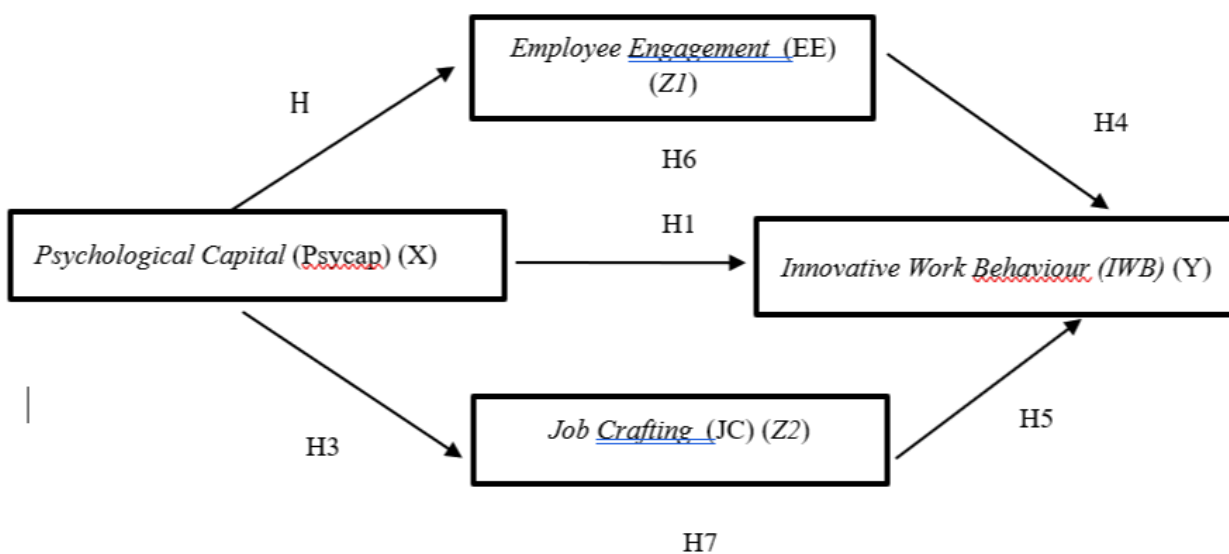 Employee Engagement (EE)
(Z1)
H
H4
H6
H1
Psychological Capital (Psycap) (X)
Innovative Work Behaviour (IWB) (Y)
H3
Job Crafting (JC) (Z2)
H5
H7